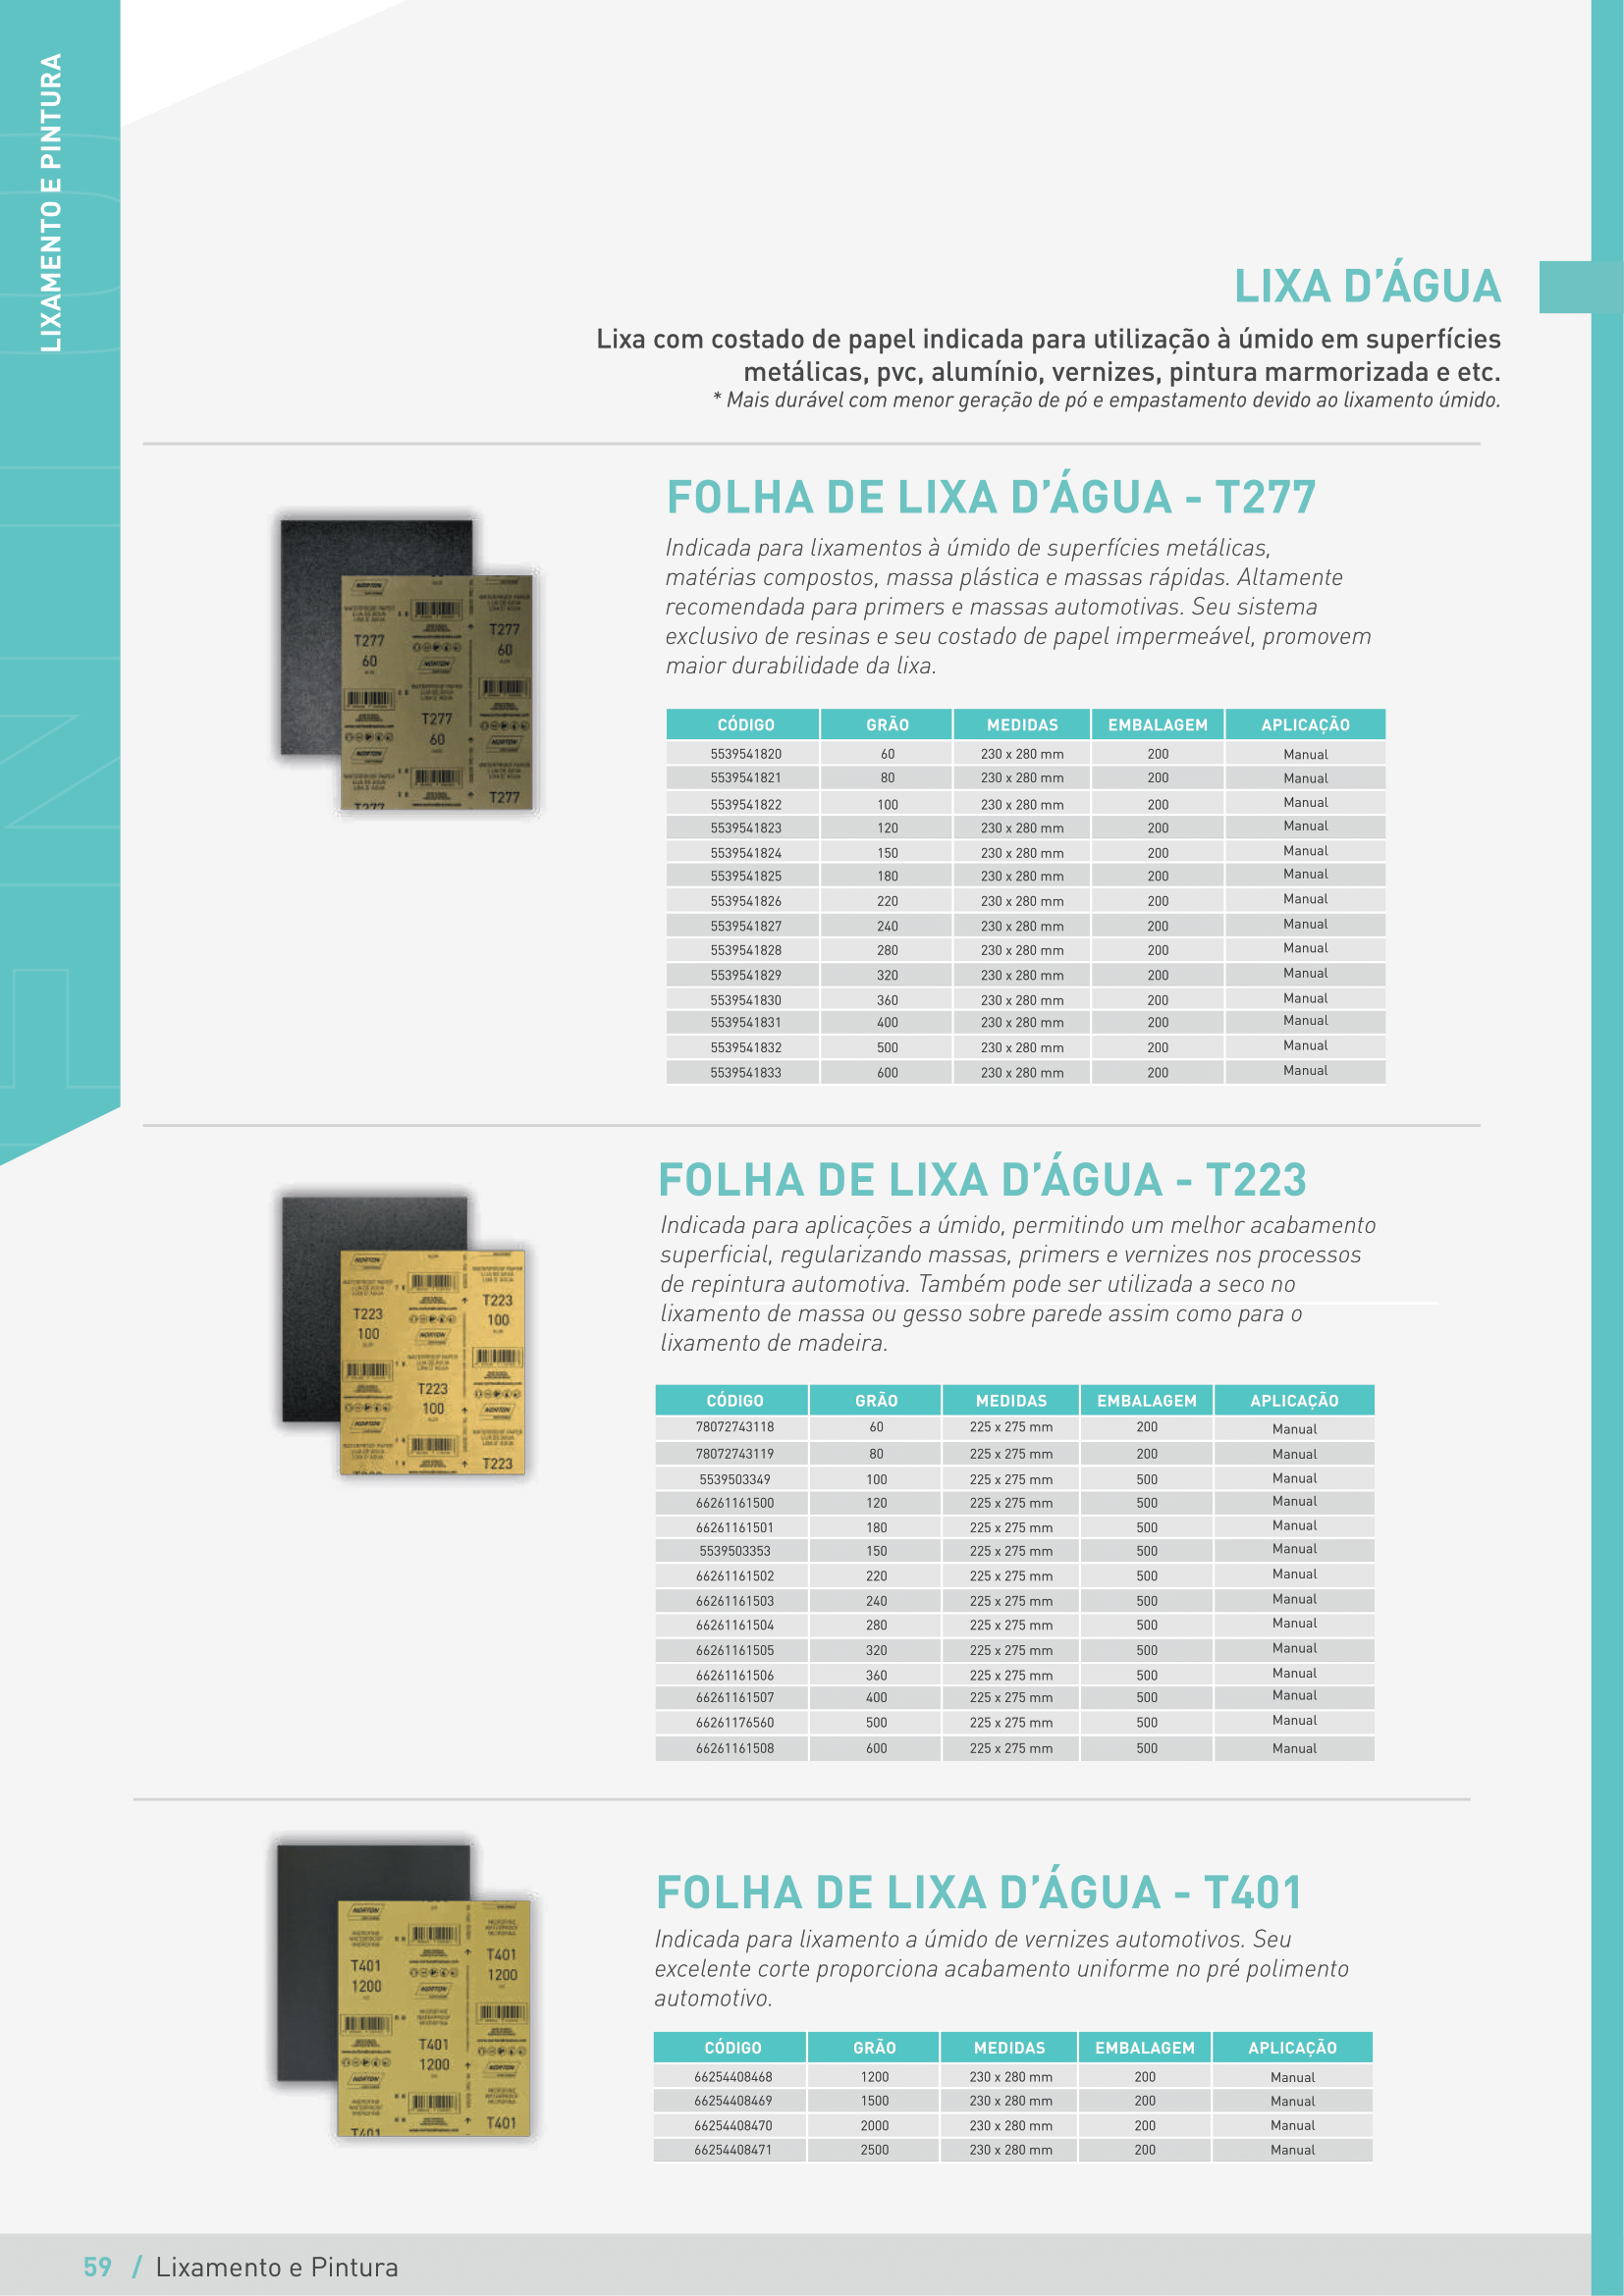 LIXAMENTO E PINTURA
LIXA D’ÁGUA
Lixa com costado de papel indicada para utilização à úmido em superfícies
metálicas, pvc, alumínio, vernizes, pintura marmorizada e etc.
* Mais durável com menor geração de pó e empastamento devido ao lixamento úmido.
FOLHA DE LIXA D’ÁGUA - T277
Indicada para lixamentos à úmido de superfícies metálicas,
matérias compostos, massa plástica e massas rápidas. Altamente
recomendada para primers e massas automotivas. Seu sistema
exclusivo de resinas e seu costado de papel impermeável, promovem
maior durabilidade da lixa.
NORTON
T277
60
T277
60
NORTON
T277
60
NORTON
NORTON
T277
T277
CÓDIGO GRÃO MEDIDAS EMBALAGEM APLICAÇÃO
5539541820 60 230 x 280 mm 200 Manual
5539541821 80 230 x 280 mm 200 Manual
5539541822 100 230 x 280 mm 200 Manual
5539541823 120 230 x 280 mm 200 Manual
5539541824 150 230 x 280 mm 200 Manual
5539541825 180 230 x 280 mm 200 Manual
5539541826 220 230 x 280 mm 200 Manual
5539541827 240 230 x 280 mm 200 Manual
5539541828 280 230 x 280 mm 200 Manual
5539541829 320 230 x 280 mm 200 Manual
5539541830 360 230 x 280 mm 200 Manual
5539541831 400 230 x 280 mm 200 Manual
5539541832 500 230 x 280 mm 200 Manual
5539541833 600 230 x 280 mm 200 Manual
FOLHA DE LIXA D’ÁGUA - T223
Indicada para aplicações a úmido, permitindo um melhor acabamento
superficial, regularizando massas, primers e vernizes nos processos
de repintura automotiva. Também pode ser utilizada a seco no
lixamento de massa ou gesso sobre parede assim como para o
lixamento de madeira.
NORTON
T223
100
T223
100
NORTON
T223
100
NORTON
NORTON
T223
CÓDIGO GRÃO MEDIDAS EMBALAGEM APLICAÇÃO
78072743118 60 225 x 275 mm 200 Manual
78072743119 80 225 x 275 mm 200 Manual
5539503349 100 225 x 275 mm 500 Manual
66261161500 120 225 x 275 mm 500 Manual
66261161501 180 225 x 275 mm 500 Manual
5539503353 150 225 x 275 mm 500 Manual
66261161502 220 225 x 275 mm 500 Manual
66261161503 240 225 x 275 mm 500 Manual
66261161504 280 225 x 275 mm 500 Manual
66261161505 320 225 x 275 mm 500 Manual
66261161506 360 225 x 275 mm 500 Manual
66261161507 400 225 x 275 mm 500 Manual
66261176560 500 225 x 275 mm 500 Manual
66261161508 600 225 x 275 mm 500 Manual
FOLHA DE LIXA D’ÁGUA - T401
Indicada para lixamento a úmido de vernizes automotivos. Seu
excelente corte proporciona acabamento uniforme no pré polimento
automotivo.
NORTON
T401
1200
T401
1200
NORTON
T401
1200
NORTON
NORTON
T401
T401
CÓDIGO GRÃO MEDIDAS EMBALAGEM APLICAÇÃO
66254408468 1200 230 x 280 mm 200 Manual
66254408469 1500 230 x 280 mm 200 Manual
66254408470 2000 230 x 280 mm 200 Manual
66254408471 2500 230 x 280 mm 200 Manual
59 / Lixamento e Pintura